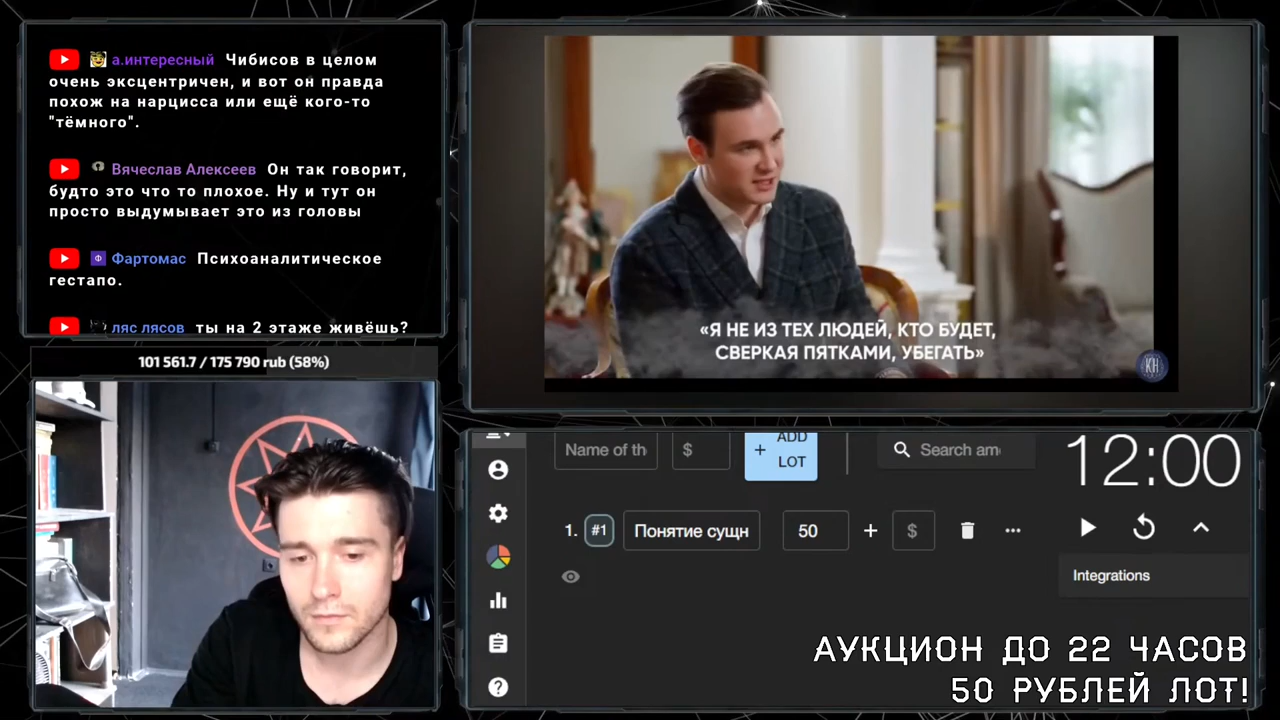 а.интересный Чибисов в целом
очень эксцентричен, и вот он правда
похож на нарцисса или ещё кого-то
"тёмного".
Вячеслав Алексеев Он так говорит,
будто это что то плохое. Ну и тут он
просто выдумывает это из головы
Ф Фартомас Психоаналитическое
гестапо.
ляс лясов ты на 2 этаже живёшь?
101 561.7 / 175 790 rub (58%)
«Я НЕ ИЗ ТЕХ ЛЮДЕЙ, КТО БУДЕТ,
СВЕРКАЯ ПЯТКАМИ, УБЕГАТЬ»
КН
Name of th
$
+ ADD
LOT
Search am
12:00
1. #1 Понятие сущн 50 + $
Integrations
АУКЦИОН ДО 22 ЧАСОВ
50 РУБЛЕЙ ЛОТ!